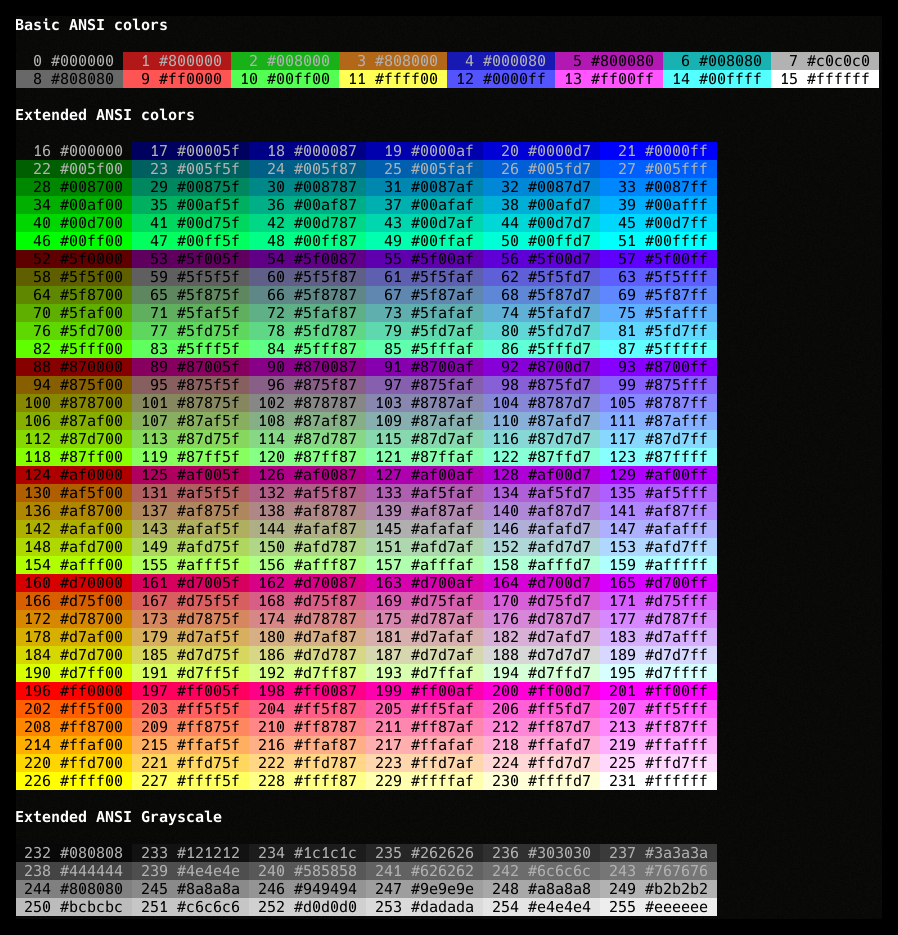 Basic ANSI colors
0 #000000 1 #800000 2 #008000 3 #808000 4 #000080 5 #800080 6 #008080 7 #c0c0c0
8 #808080 9 #ff0000 10 #00ff00 11 #ffff00 12 #0000ff 13 #ff00ff 14 #00ffff 15 #ffffff
Extended ANSI colors
16 #000000 17 #00005f 18 #000087 19 #0000af 20 #0000d7 21 #0000ff
22 #005f00 23 #005f5f 24 #005f87 25 #005faf 26 #005fd7 27 #005fff
28 #008700 29 #00875f 30 #008787 31 #0087af 32 #0087d7 33 #0087ff
34 #00af00 35 #00af5f 36 #00af87 37 #00afaf 38 #00afd7 39 #00afff
40 #00d700 41 #00d75f 42 #00d787 43 #00d7af 44 #00d7d7 45 #00d7ff
46 #00ff00 47 #00ff5f 48 #00ff87 49 #00ffaf 50 #00ffd7 51 #00ffff
52 #5f0000 53 #5f005f 54 #5f0087 55 #5f00af 56 #5f00d7 57 #5f00ff
58 #5f5f00 59 #5f5f5f 60 #5f5f87 61 #5f5faf 62 #5f5fd7 63 #5f5fff
64 #5f8700 65 #5f875f 66 #5f8787 67 #5f87af 68 #5f87d7 69 #5f87ff
70 #5faf00 71 #5faf5f 72 #5faf87 73 #5fafaf 74 #5fafd7 75 #5fafff
76 #5fd700 77 #5fd75f 78 #5fd787 79 #5fd7af 80 #5fd7d7 81 #5fd7ff
82 #5fff00 83 #5fff5f 84 #5fff87 85 #5fffaf 86 #5fffd7 87 #5fffff
88 #870000 89 #87005f 90 #870087 91 #8700af 92 #8700d7 93 #8700ff
94 #875f00 95 #875f5f 96 #875f87 97 #875faf 98 #875fd7 99 #875fff
100 #878700 101 #87875f 102 #878787 103 #8787af 104 #8787d7 105 #8787ff
106 #87af00 107 #87af5f 108 #87af87 109 #87afaf 110 #87afd7 111 #87afff
112 #87d700 113 #87d75f 114 #87d787 115 #87d7af 116 #87d7d7 117 #87d7ff
118 #87ff00 119 #87ff5f 120 #87ff87 121 #87ffaf 122 #87ffd7 123 #87ffff
124 #af0000 125 #af005f 126 #af0087 127 #af00af 128 #af00d7 129 #af00ff
130 #af5f00 131 #af5f5f 132 #af5f87 133 #af5faf 134 #af5fd7 135 #af5fff
136 #af8700 137 #af875f 138 #af8787 139 #af87af 140 #af87d7 141 #af87ff
142 #afaf00 143 #afaf5f 144 #afaf87 145 #afafaf 146 #afafd7 147 #afafff
148 #afd700 149 #afd75f 150 #afd787 151 #afd7af 152 #afd7d7 153 #afd7ff
154 #afff00 155 #afff5f 156 #afff87 157 #afffaf 158 #afffd7 159 #afffff
160 #d70000 161 #d7005f 162 #d70087 163 #d700af 164 #d700d7 165 #d700ff
166 #d75f00 167 #d75f5f 168 #d75f87 169 #d75faf 170 #d75fd7 171 #d75fff
172 #d78700 173 #d7875f 174 #d78787 175 #d787af 176 #d787d7 177 #d787ff
178 #d7af00 179 #d7af5f 180 #d7af87 181 #d7afaf 182 #d7afd7 183 #d7afff
184 #d7d700 185 #d7d75f 186 #d7d787 187 #d7d7af 188 #d7d7d7 189 #d7d7ff
190 #d7ff00 191 #d7ff5f 192 #d7ff87 193 #d7ffaf 194 #d7ffd7 195 #d7ffff
196 #ff0000 197 #ff005f 198 #ff0087 199 #ff00af 200 #ff00d7 201 #ff00ff
202 #ff5f00 203 #ff5f5f 204 #ff5f87 205 #ff5faf 206 #ff5fd7 207 #ff5fff
208 #ff8700 209 #ff875f 210 #ff8787 211 #ff87af 212 #ff87d7 213 #ff87ff
214 #ffaf00 215 #ffaf5f 216 #ffaf87 217 #ffafaf 218 #ffafd7 219 #ffafff
220 #ffd700 221 #ffd75f 222 #ffd787 223 #ffd7af 224 #ffd7d7 225 #ffd7ff
226 #ffff00 227 #ffff5f 228 #ffff87 229 #ffffaf 230 #ffffd7 231 #ffffff
Extended ANSI Grayscale
232 #080808 233 #121212 234 #1c1c1c 235 #262626 236 #303030 237 #3a3a3a
238 #444444 239 #4e4e4e 240 #585858 241 #626262 242 #6c6c6c 243 #767676
244 #808080 245 #8a8a8a 246 #949494 247 #9e9e9e 248 #a8a8a8 249 #b2b2b2
250 #bcbcbc 251 #c6c6c6 252 #d0d0d0 253 #dadada 254 #e4e4e4 255 #eeeeee